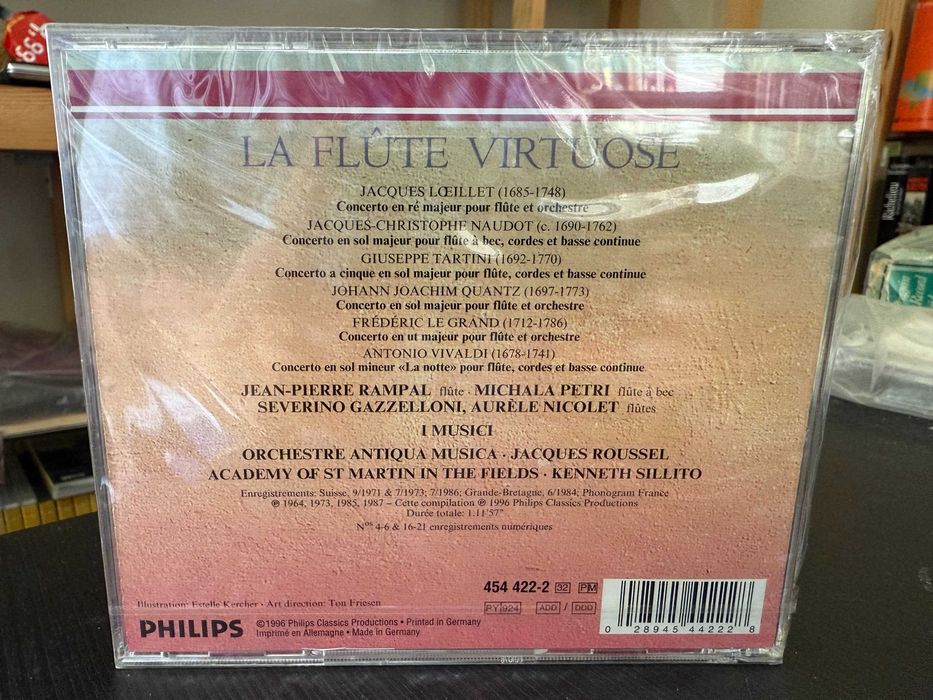 99
LA FLÛTE VIRTUOSE
JACQUES LŒILLET (1685-1748)
Concerto en ré majeur pour flûte et orchestre
JACQUES-CHRISTOPHE NAUDOT (c. 1690-1762)
Concerto en sol majeur pour flûte à bec, cordes et basse continue
GIUSEPPE TARTINI (1692-1770)
Concerto a cinque en sol majeur pour flûte, cordes et basse continue
JOHANN JOACHIM QUANTZ (1697-1773)
Concerto en sol majeur pour flûte et orchestre
FRÉDÉRIC LE GRAND (1712-1786)
Concerto en ut majeur pour flûte et orchestre
ANTONIO VIVALDI (1678-1741)
Concerto en sol mineur «La notte» pour flûte, cordes et basse continue
JEAN-PIERRE RAMPAL flûte · MICHALA PETRI flûte à bec
SEVERINO GAZZELLONI, AURÈLE NICOLET flûtes
I MUSICI
ORCHESTRE ANTIQUA MUSICA · JACQUES ROUSSEL
ACADEMY OF ST MARTIN IN THE FIELDS · KENNETH SILLITO
Enregistrements: Suisse, 9/1971 & 7/1973; 7/1986; Grande-Bretagne, 6/1984; Phonogram France
℗ 1964, 1973, 1985, 1987 – Cette compilation ℗ 1996 Philips Classics Productions
Durée totale: 1.11'57"
Nos 4-6 & 16-21 enregistrements numériques
454 422-2 32 PM
PY 924 ADD / DDD
Illustration: Estelle Kercher · Art direction: Ton Friesen
PHILIPS
©1996 Philips Classics Productions • Printed in Germany
Imprimé en Allemagne • Made in Germany
0 28945 44222 8
Richelieu